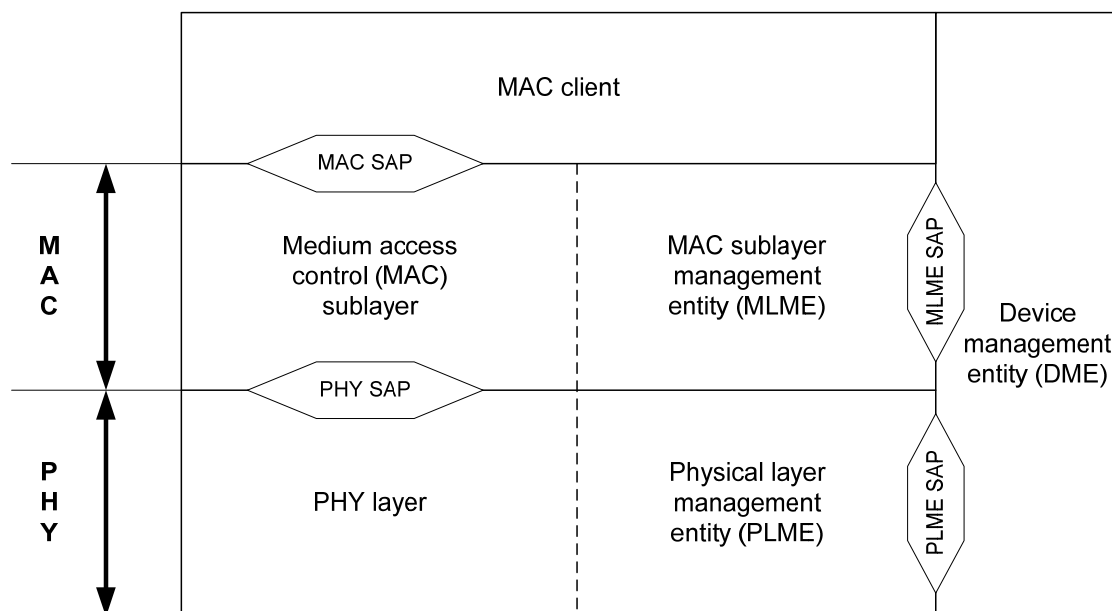 MAC client
MAC SAP
M
A
C
Medium access
control (MAC)
sublayer
MAC sublayer
management
entity (MLME)
MLME SAP
Device
management
entity (DME)
PHY SAP
P
H
Y
PHY layer
Physical layer
management
entity (PLME)
PLME SAP